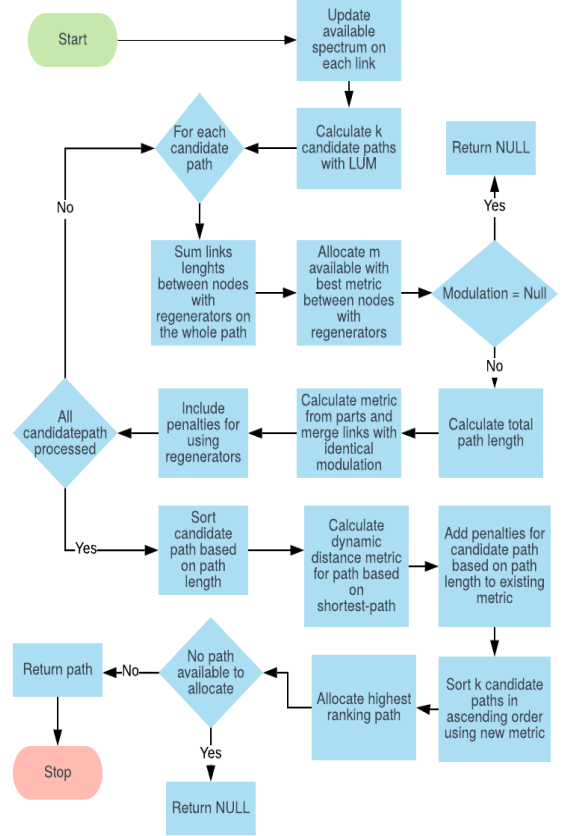 Start
Update
available
spectrum on
each link
For each
candidate
path
Calculate k
candidate paths
with LUM
Return NULL
No
Yes
Sum links
lenghts
between nodes
with
regenerators on
the whole path
Allocate m
available with
best metric
between nodes
with
regenerators
Modulation = Null
No
All
candidatepath
processed
Include
penalties for
using
regenerators
Calculate metric
from parts and
merge links with
identical
modulation
Calculate total
path length
Yes
Sort
candidate
path based
on path
length
Calculate
dynamic
distance metric
for path based
on
shortest-path
Add penalties for
candidate path
based on path
length to existing
metric
Return path
No
No path
available to
allocate
Allocate highest
ranking path
Sort k candidate
paths in
ascending order
using new metric
Yes
Stop
Return NULL